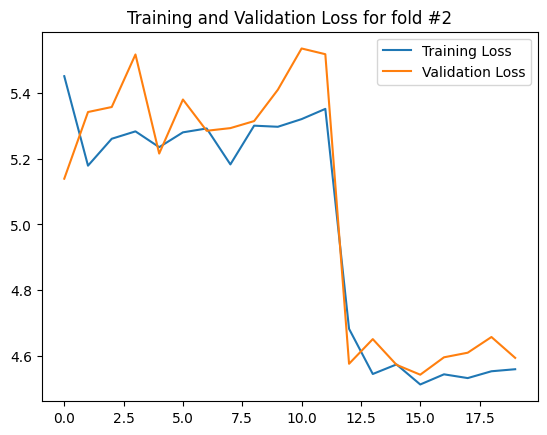 Training and Validation Loss for fold #2
Training Loss
Validation Loss
5.4
5.2
5.0
4.8
4.6
0.0 2.5 5.0 7.5 10.0 12.5 15.0 17.5